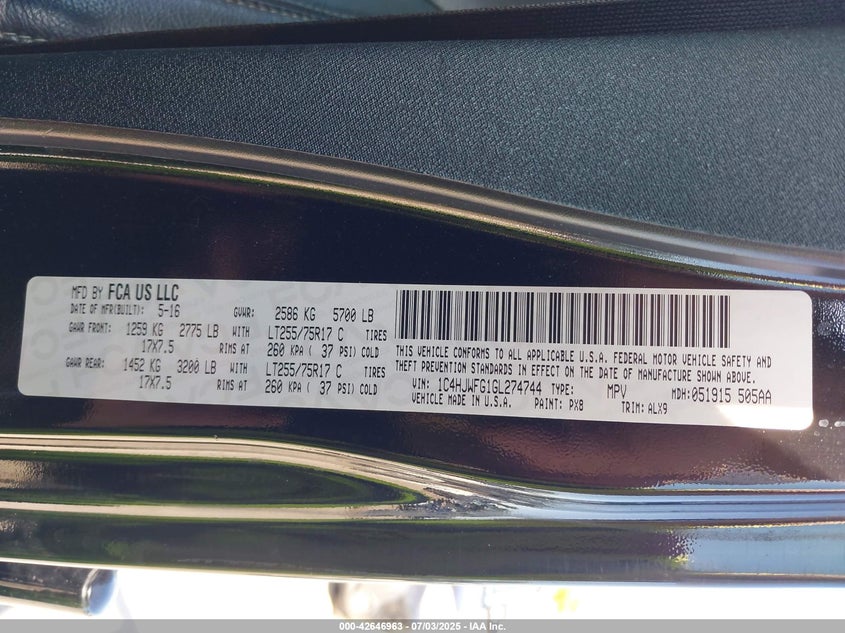 MFD BY FCA US LLC
DATE OF MFR(BUILT): 5-16 GVWR: 2586 KG 5700 LB
GAWR FRONT: 1259 KG 2775 LB WITH LT255/75R17 C TIRES
17X7.5 RIMS AT 260 KPA ( 37 PSI) COLD
GAWR REAR: 1452 KG 3200 LB WITH LT255/75R17 C TIRES
17X7.5 RIMS AT 260 KPA ( 37 PSI) COLD
THIS VEHICLE CONFORMS TO ALL APPLICABLE U.S.A. FEDERAL MOTOR VEHICLE SAFETY AND
THEFT PREVENTION STANDARDS IN EFFECT ON THE DATE OF MANUFACTURE SHOWN ABOVE.
VIN: 1C4HJWFG1GL274744 TYPE: MPV MDH: 051915 505AA
VEHICLE MADE IN U.S.A. PAINT: PX8 TRIM: ALX9
000-42646963 - 07/03/2025 - IAA Inc.